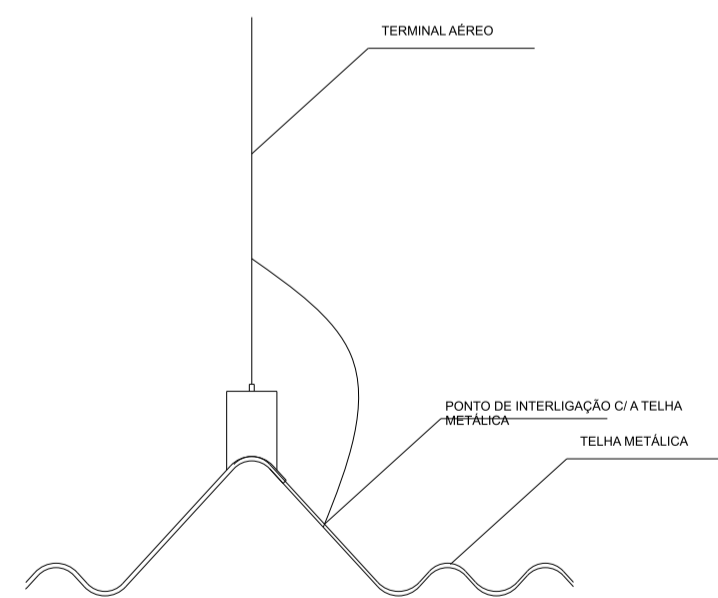 TERMINAL AÉREO
PONTO DE INTERLIGAÇÃO C/ A TELHA
METÁLICA
TELHA METÁLICA